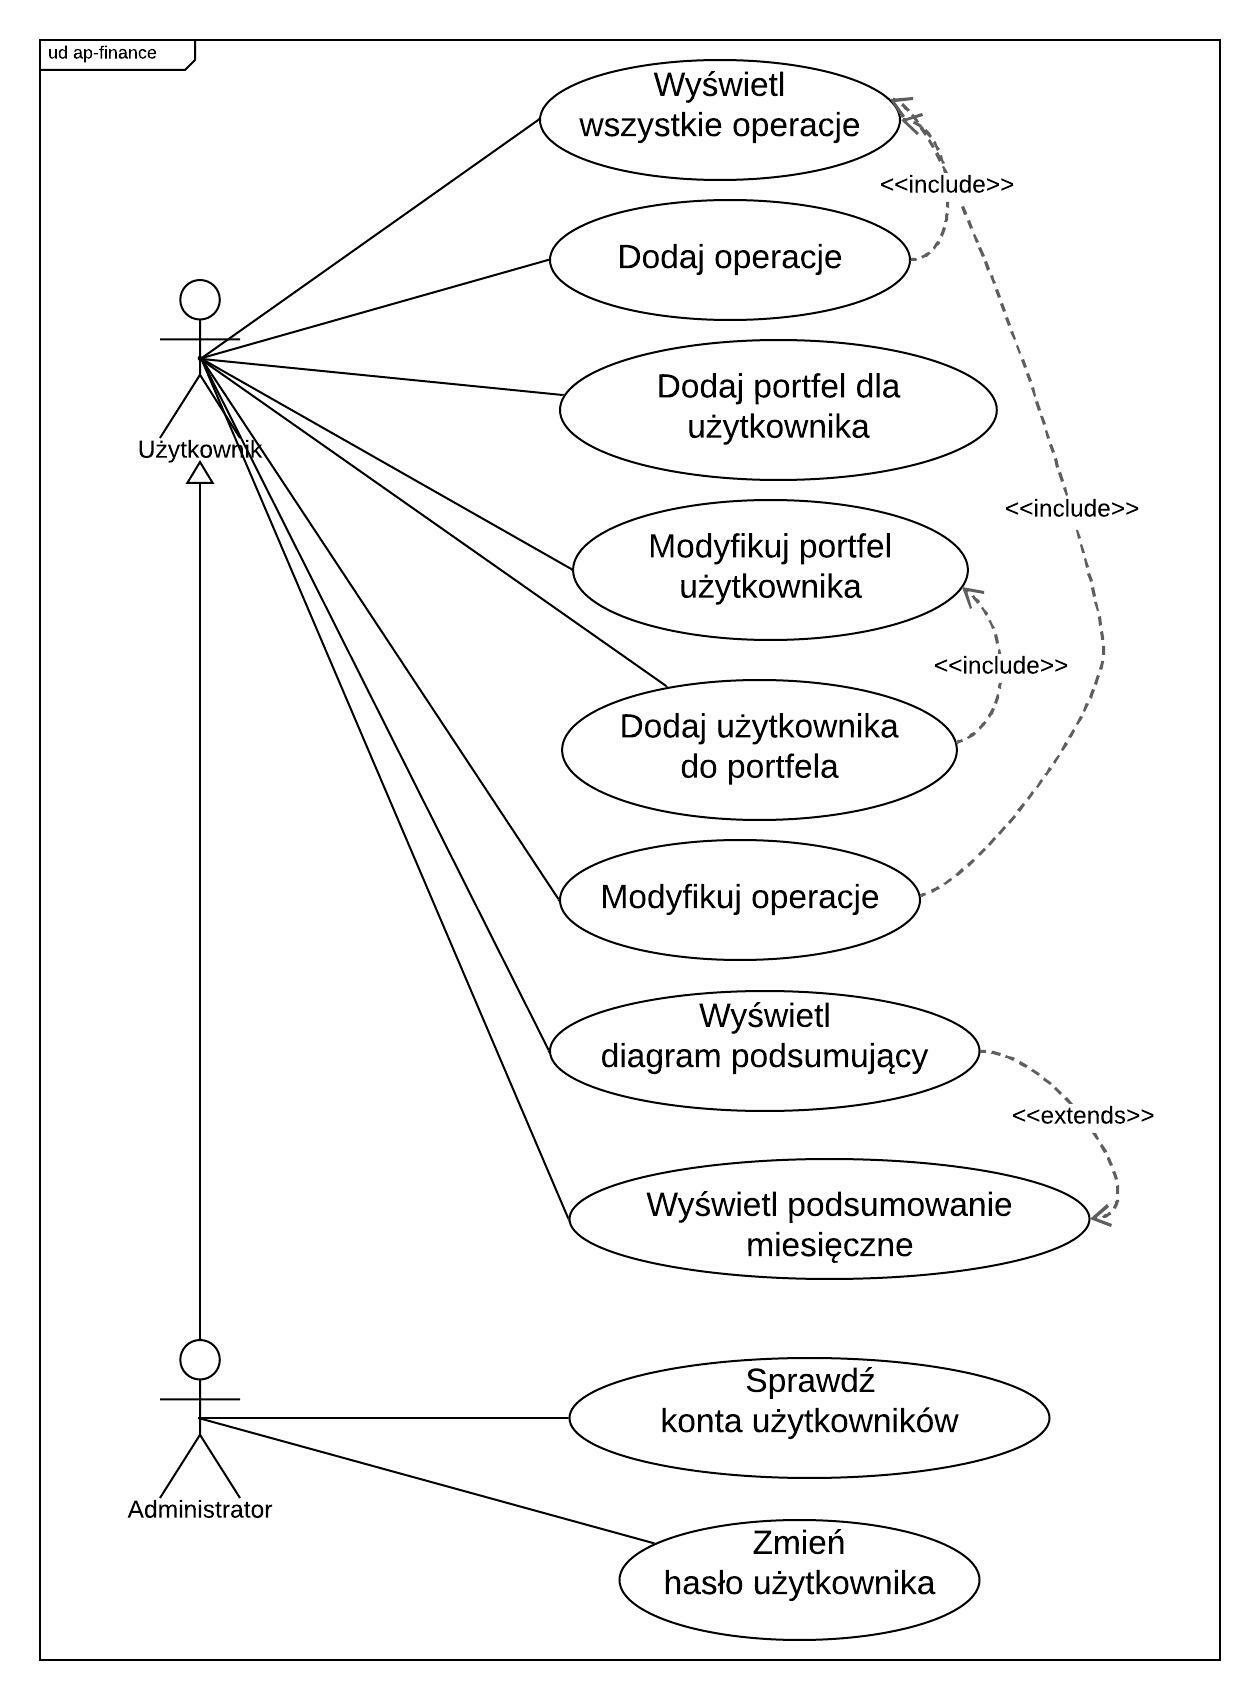 ud ap-finance
Wyświetl
wszystkie operacje
<<include>>
Dodaj operacje
Dodaj portfel dla
użytkownika
Użytkownik
<<include>>
Modyfikuj portfel
użytkownika
<<include>>
Dodaj użytkownika
do portfela
Modyfikuj operacje
Wyświetl
diagram podsumujący
<<extends>>
Wyświetl podsumowanie
miesięczne
Sprawdź
konta użytkowników
Administrator
Zmień
hasło użytkownika